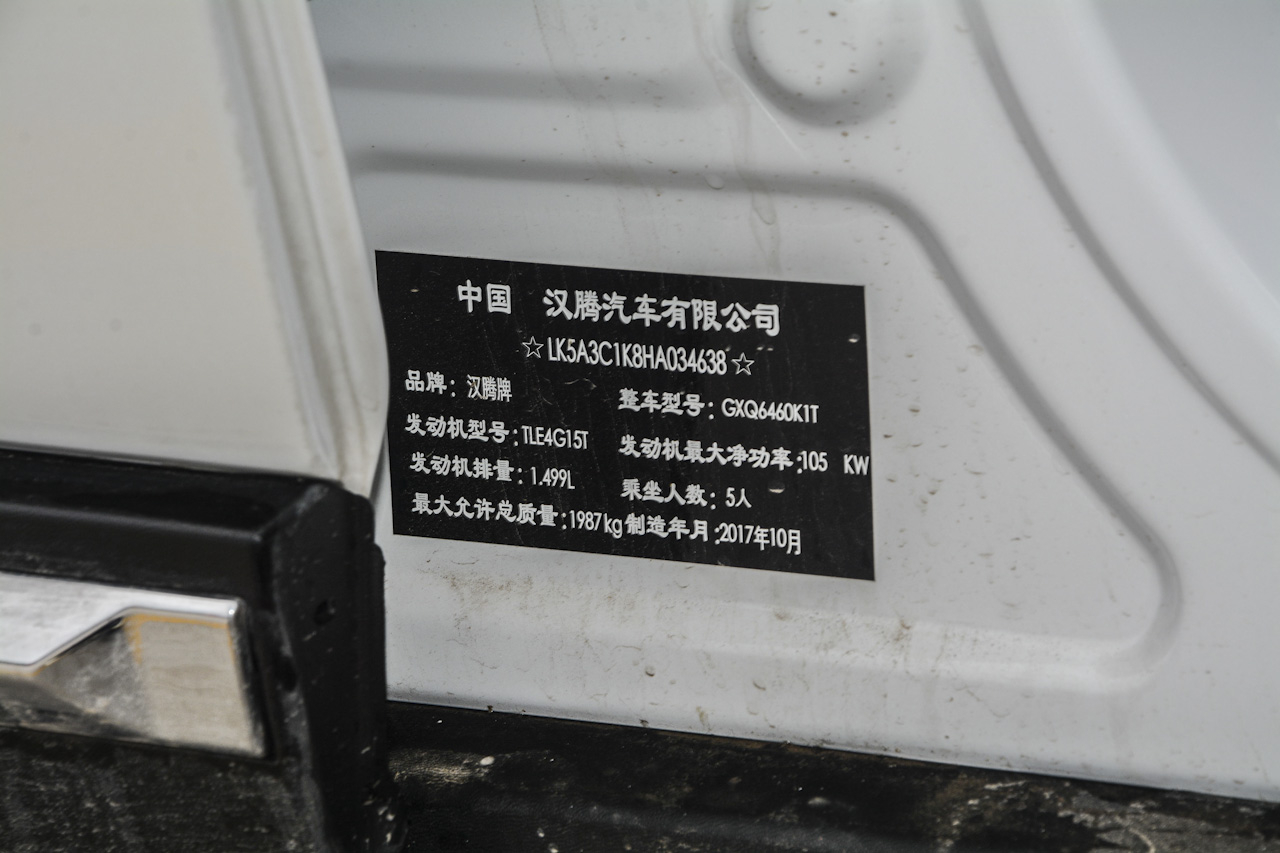 中国 汉腾汽车有限公司
☆LK5A3C1K8HA034638☆
品牌：汉腾牌 整车型号：GXQ6460K1T
发动机型号：TLE4G15T 发动机最大净功率：105 KW
发动机排量：1.499L 乘坐人数：5人
最大允许总质量：1987kg 制造年月：2017年10月